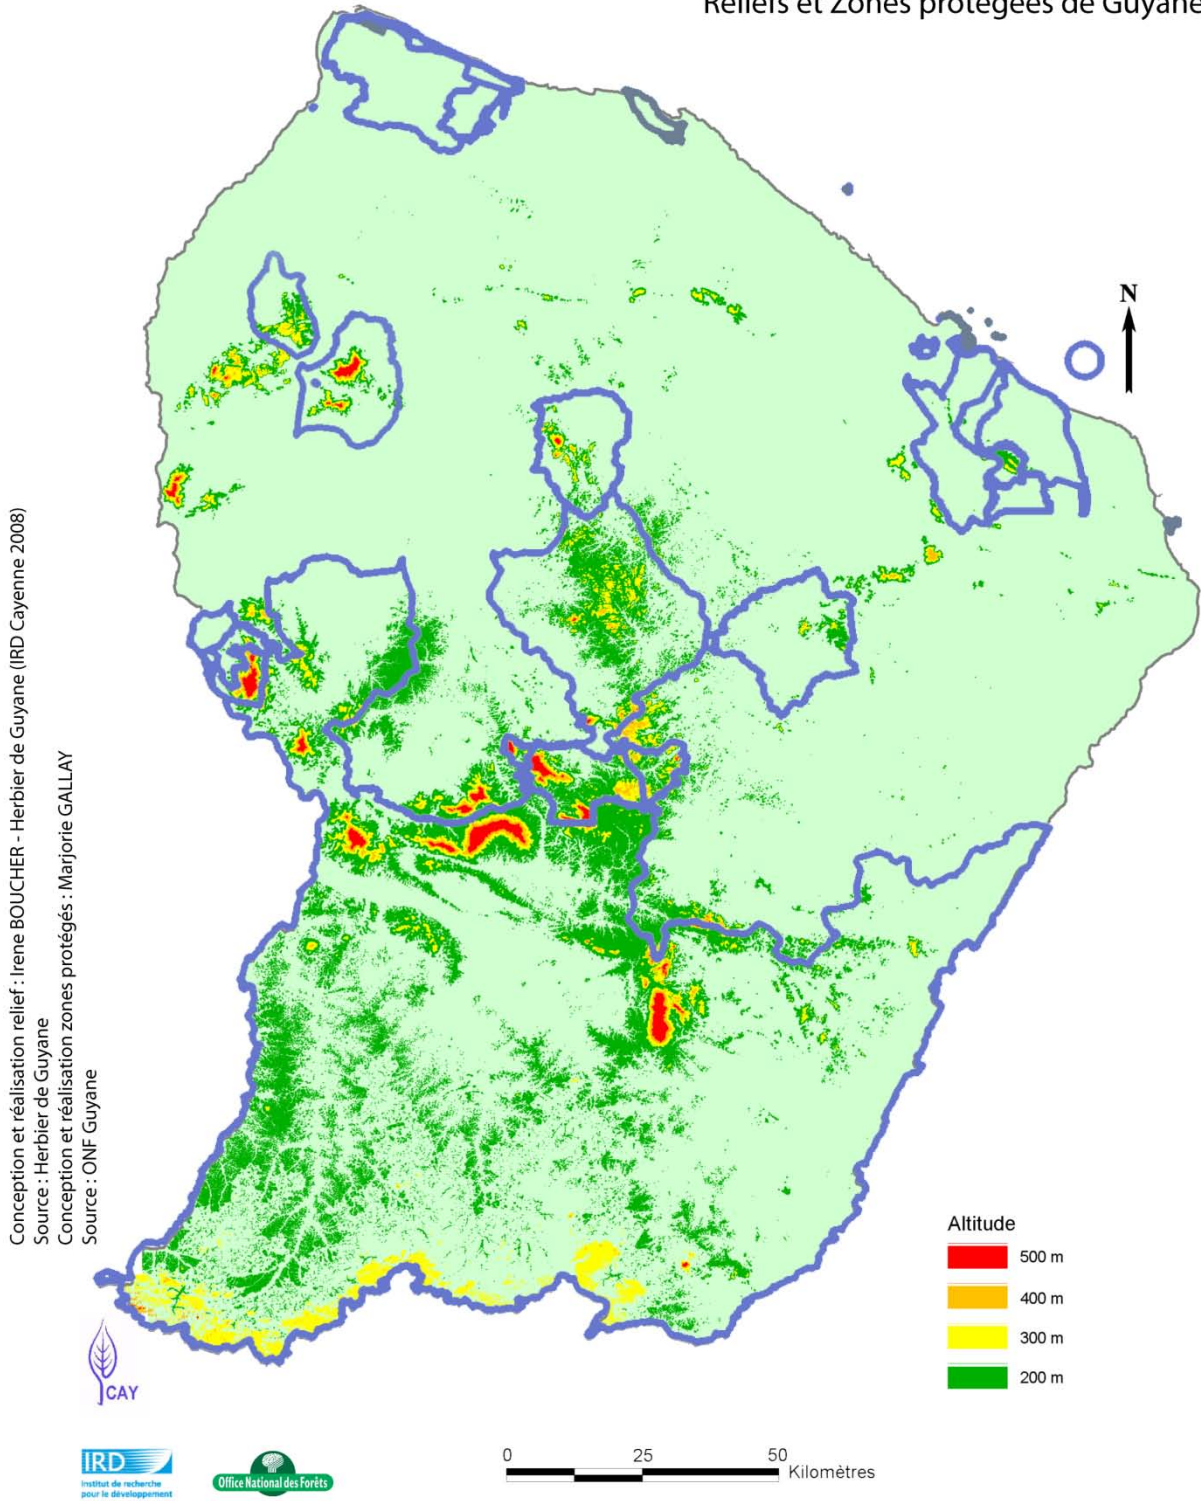 Reliefs et Zones protégées de Guyane
N
Conception et réalisation relief : Irene BOUCHER - Herbier de Guyane (IRD Cayenne 2008)
Source : Herbier de Guyane
Conception et réalisation zones protégés : Marjorie GALLAY
Source : ONF Guyane
Altitude
500 m
400 m
300 m
200 m
CAY
IRD
Institut de recherche
pour le développement
Office National des Forêts
0 25 50
Kilomètres